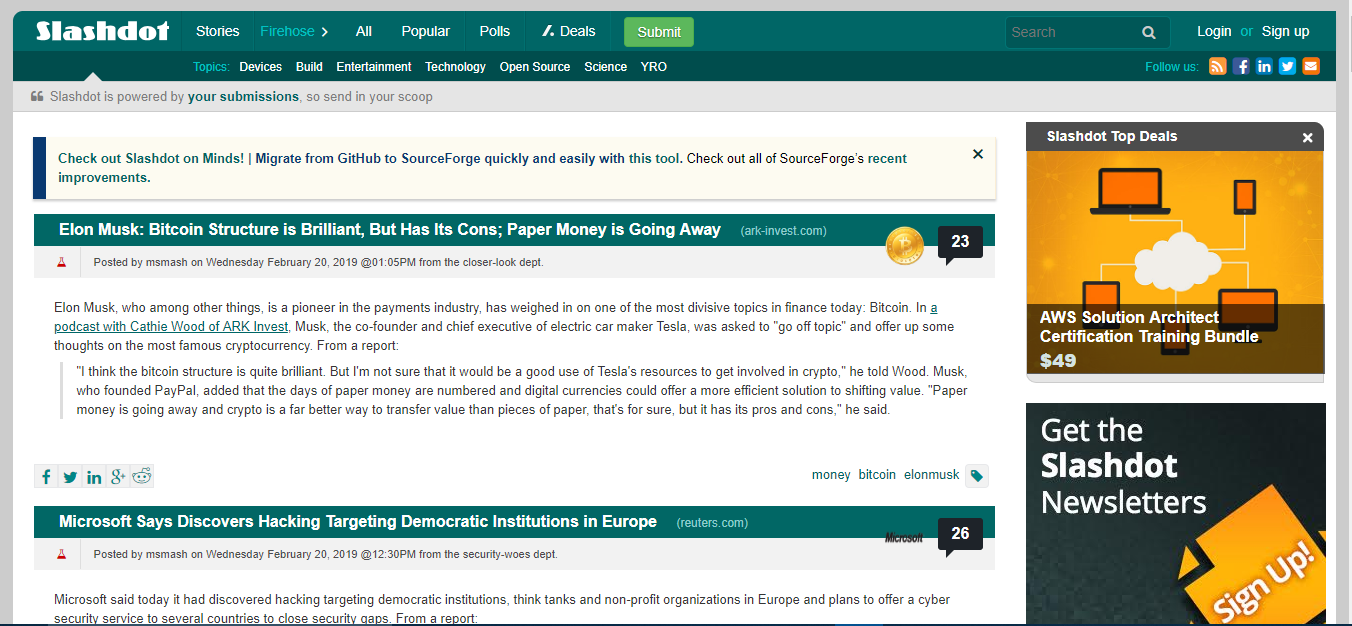 Slashdot Stories Firehose > All Popular Polls Deals Submit Search Login or Sign up
Topics: Devices Build Entertainment Technology Open Source Science YRO Follow us:
Slashdot is powered by your submissions, so send in your scoop
Check out Slashdot on Minds! | Migrate from GitHub to SourceForge quickly and easily with this tool. Check out all of SourceForge's recent
improvements.
Elon Musk: Bitcoin Structure is Brilliant, But Has Its Cons; Paper Money is Going Away (ark-invest.com) 23
Posted by msmash on Wednesday February 20, 2019 @01:05PM from the closer-look dept.
Elon Musk, who among other things, is a pioneer in the payments industry, has weighed in on one of the most divisive topics in finance today: Bitcoin. In a
podcast with Cathie Wood of ARK Invest, Musk, the co-founder and chief executive of electric car maker Tesla, was asked to "go off topic" and offer up some
thoughts on the most famous cryptocurrency. From a report:
"I think the bitcoin structure is quite brilliant. But I'm not sure that it would be a good use of Tesla's resources to get involved in crypto," he told Wood. Musk,
who founded PayPal, added that the days of paper money are numbered and digital currencies could offer a more efficient solution to shifting value. "Paper
money is going away and crypto is a far better way to transfer value than pieces of paper, that's for sure, but it has its pros and cons," he said.
money bitcoin elonmusk
Microsoft Says Discovers Hacking Targeting Democratic Institutions in Europe (reuters.com) Microsoft 26
Posted by msmash on Wednesday February 20, 2019 @12:30PM from the security-woes dept.
Microsoft said today it had discovered hacking targeting democratic institutions, think tanks and non-profit organizations in Europe and plans to offer a cyber
security service to several countries to close security gaps. From a report:
Slashdot Top Deals
AWS Solution Architect
Certification Training Bundle
$49
Get the
Slashdot
Newsletters
Sign Up!